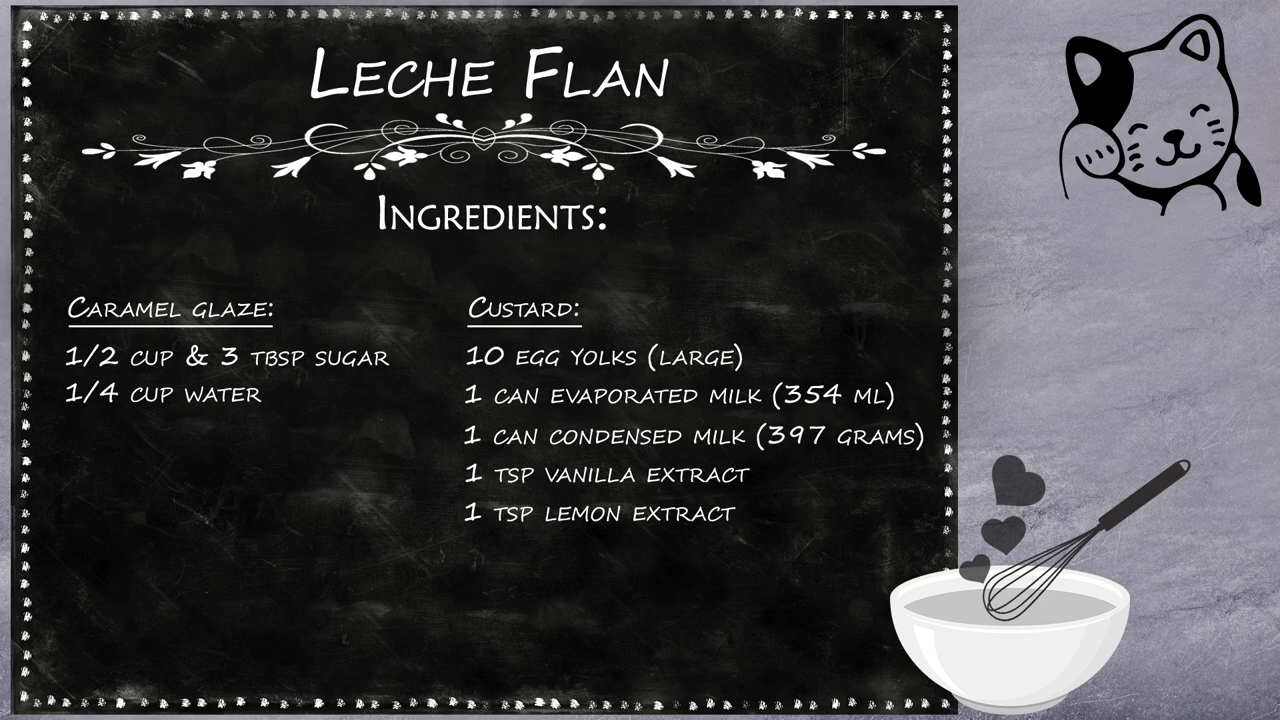 Leche Flan
Ingredients:
Caramel glaze:
1/2 cup & 3 tbsp sugar
1/4 cup water
Custard:
10 egg yolks (large)
1 can evaporated milk (354 ml)
1 can condensed milk (397 grams)
1 tsp vanilla extract
1 tsp lemon extract